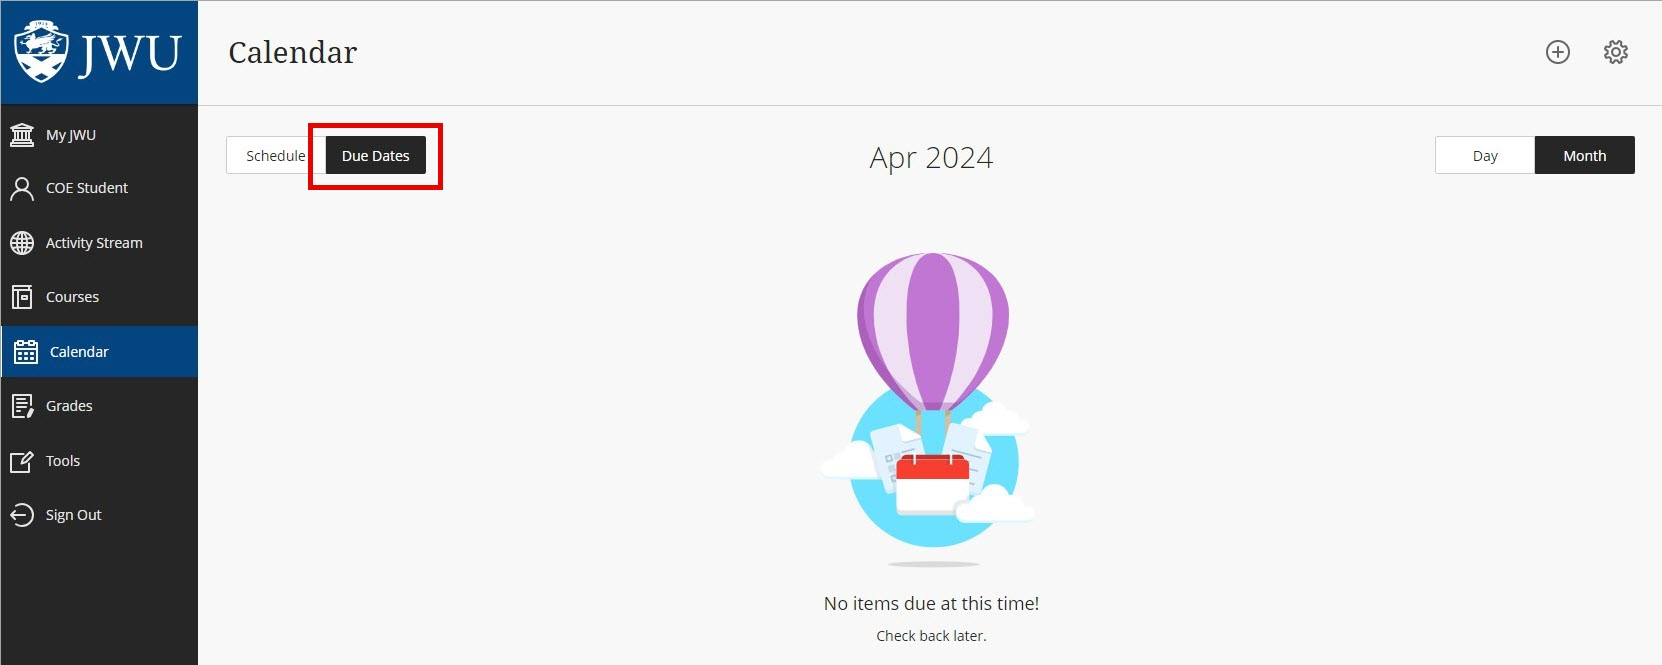 JWU
Calendar
My JWU
COE Student
Activity Stream
Courses
Calendar
Grades
Tools
Sign Out
Schedule
Due Dates
Apr 2024
Day
Month
No items due at this time!
Check back later.